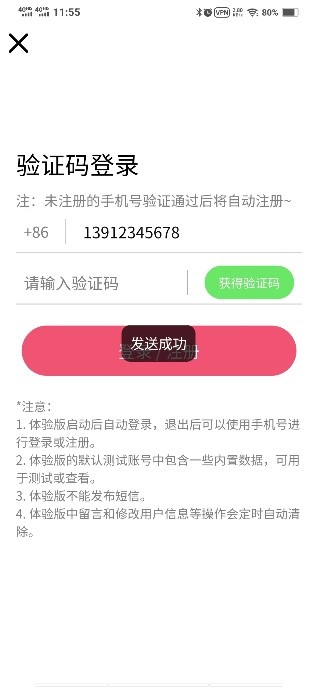 4GHD 4GHD 11:55 VPN 80%
验证码登录
注：未注册的手机号验证通过后将自动注册~
+86 13912345678
请输入验证码 获得验证码
登录 / 注册
发送成功
*注意：
1. 体验版启动后自动登录，退出后可以使用手机号进
行登录或注册。
2. 体验版的默认测试账号中包含一些内置数据，可用
于测试或查看。
3. 体验版不能发布短信。
4. 体验版中留言和修改用户信息等操作会定时自动清
除。